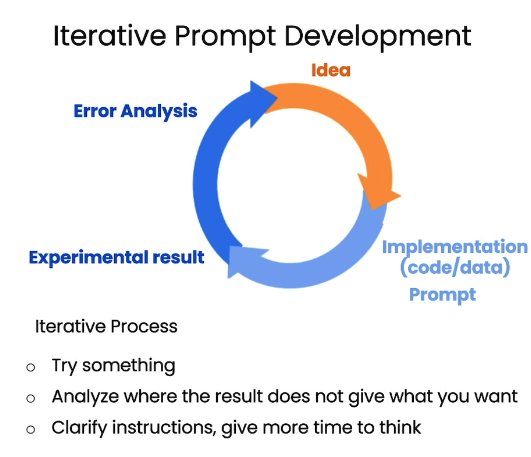 Iterative Prompt Development
Idea
Error Analysis
Implementation
(code/data)
Experimental result
Prompt
Iterative Process
o Try something
o Analyze where the result does not give what you want
o Clarify instructions, give more time to think